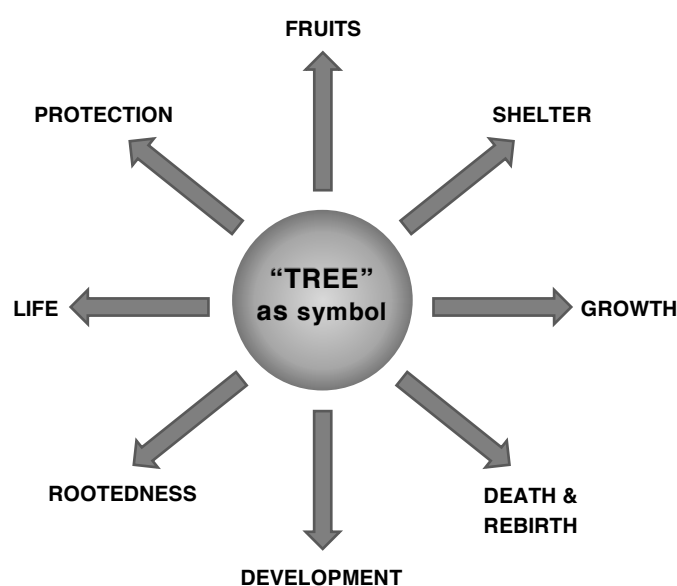 FRUITS
PROTECTION
SHELTER
“TREE”
as symbol
LIFE
GROWTH
ROOTEDNESS
DEATH &
REBIRTH
DEVELOPMENT